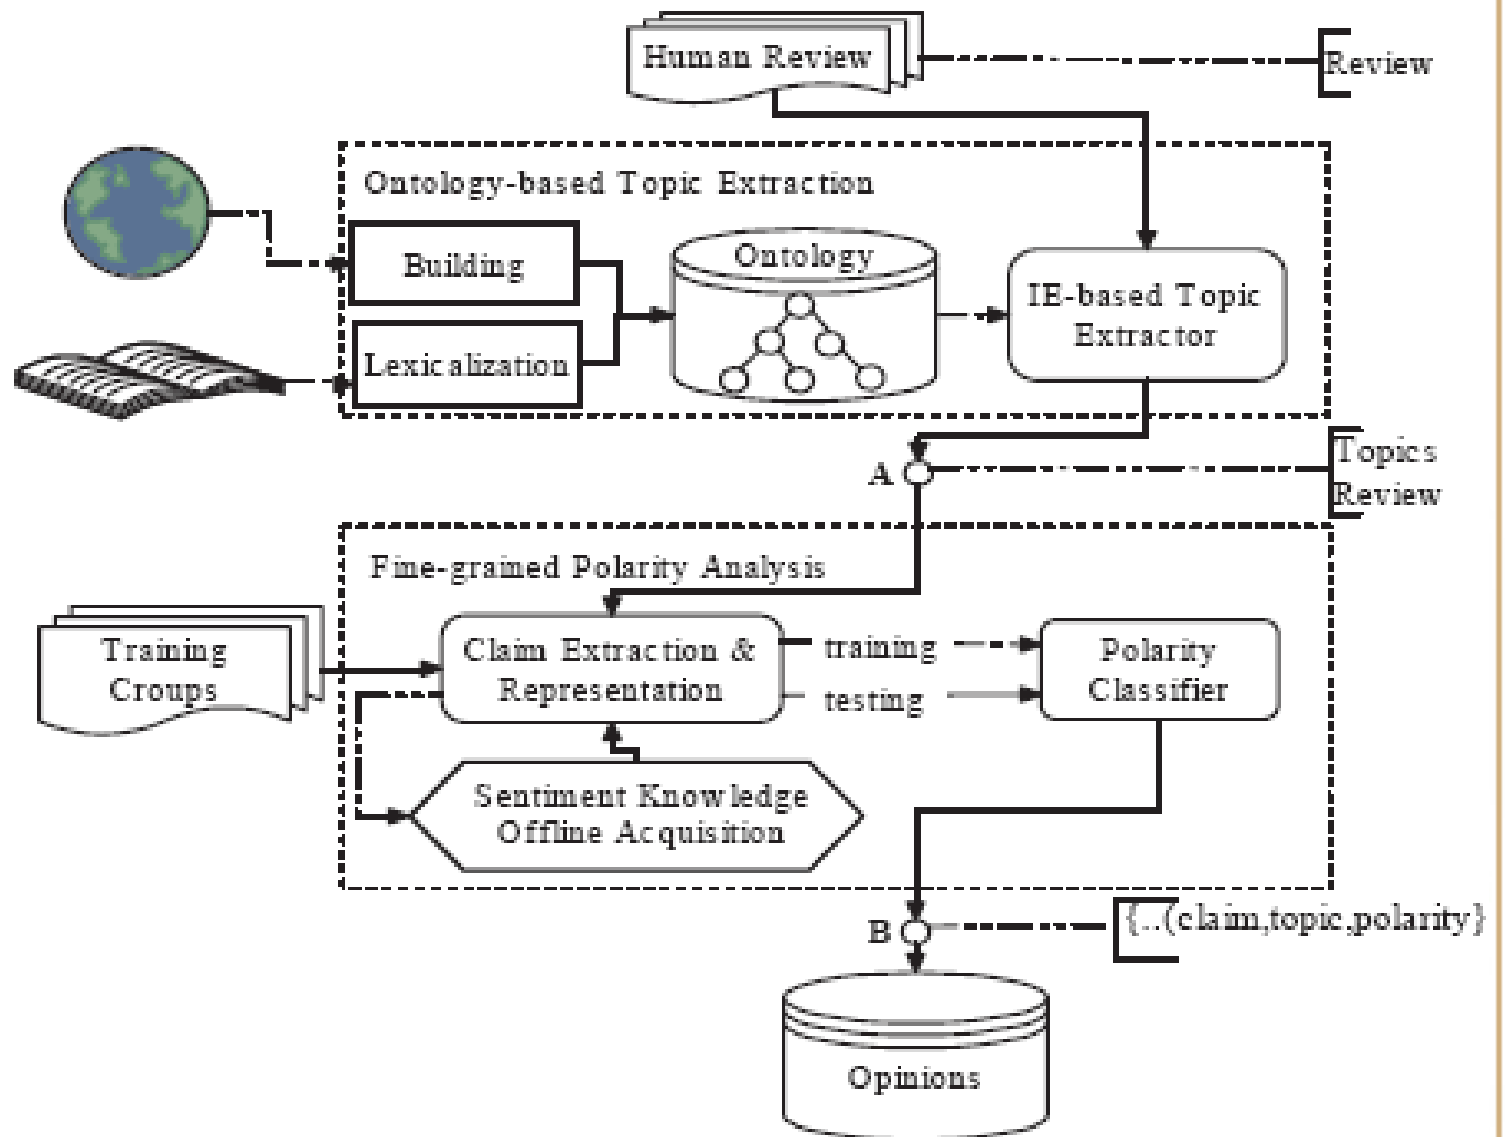 Human Review
Review
Ontology-based Topic Extraction
Building
Ontology
IE-based Topic
Extractor
Lexicalization
A
Topics
Review
Fine-grained Polarity Analysis
Training
Croups
Claim Extraction &
Representation
training
testing
Polarity
Classifier
Sentiment Knowledge
Offline Acquisition
B
{..(claim,topic,polarity}
Opinions